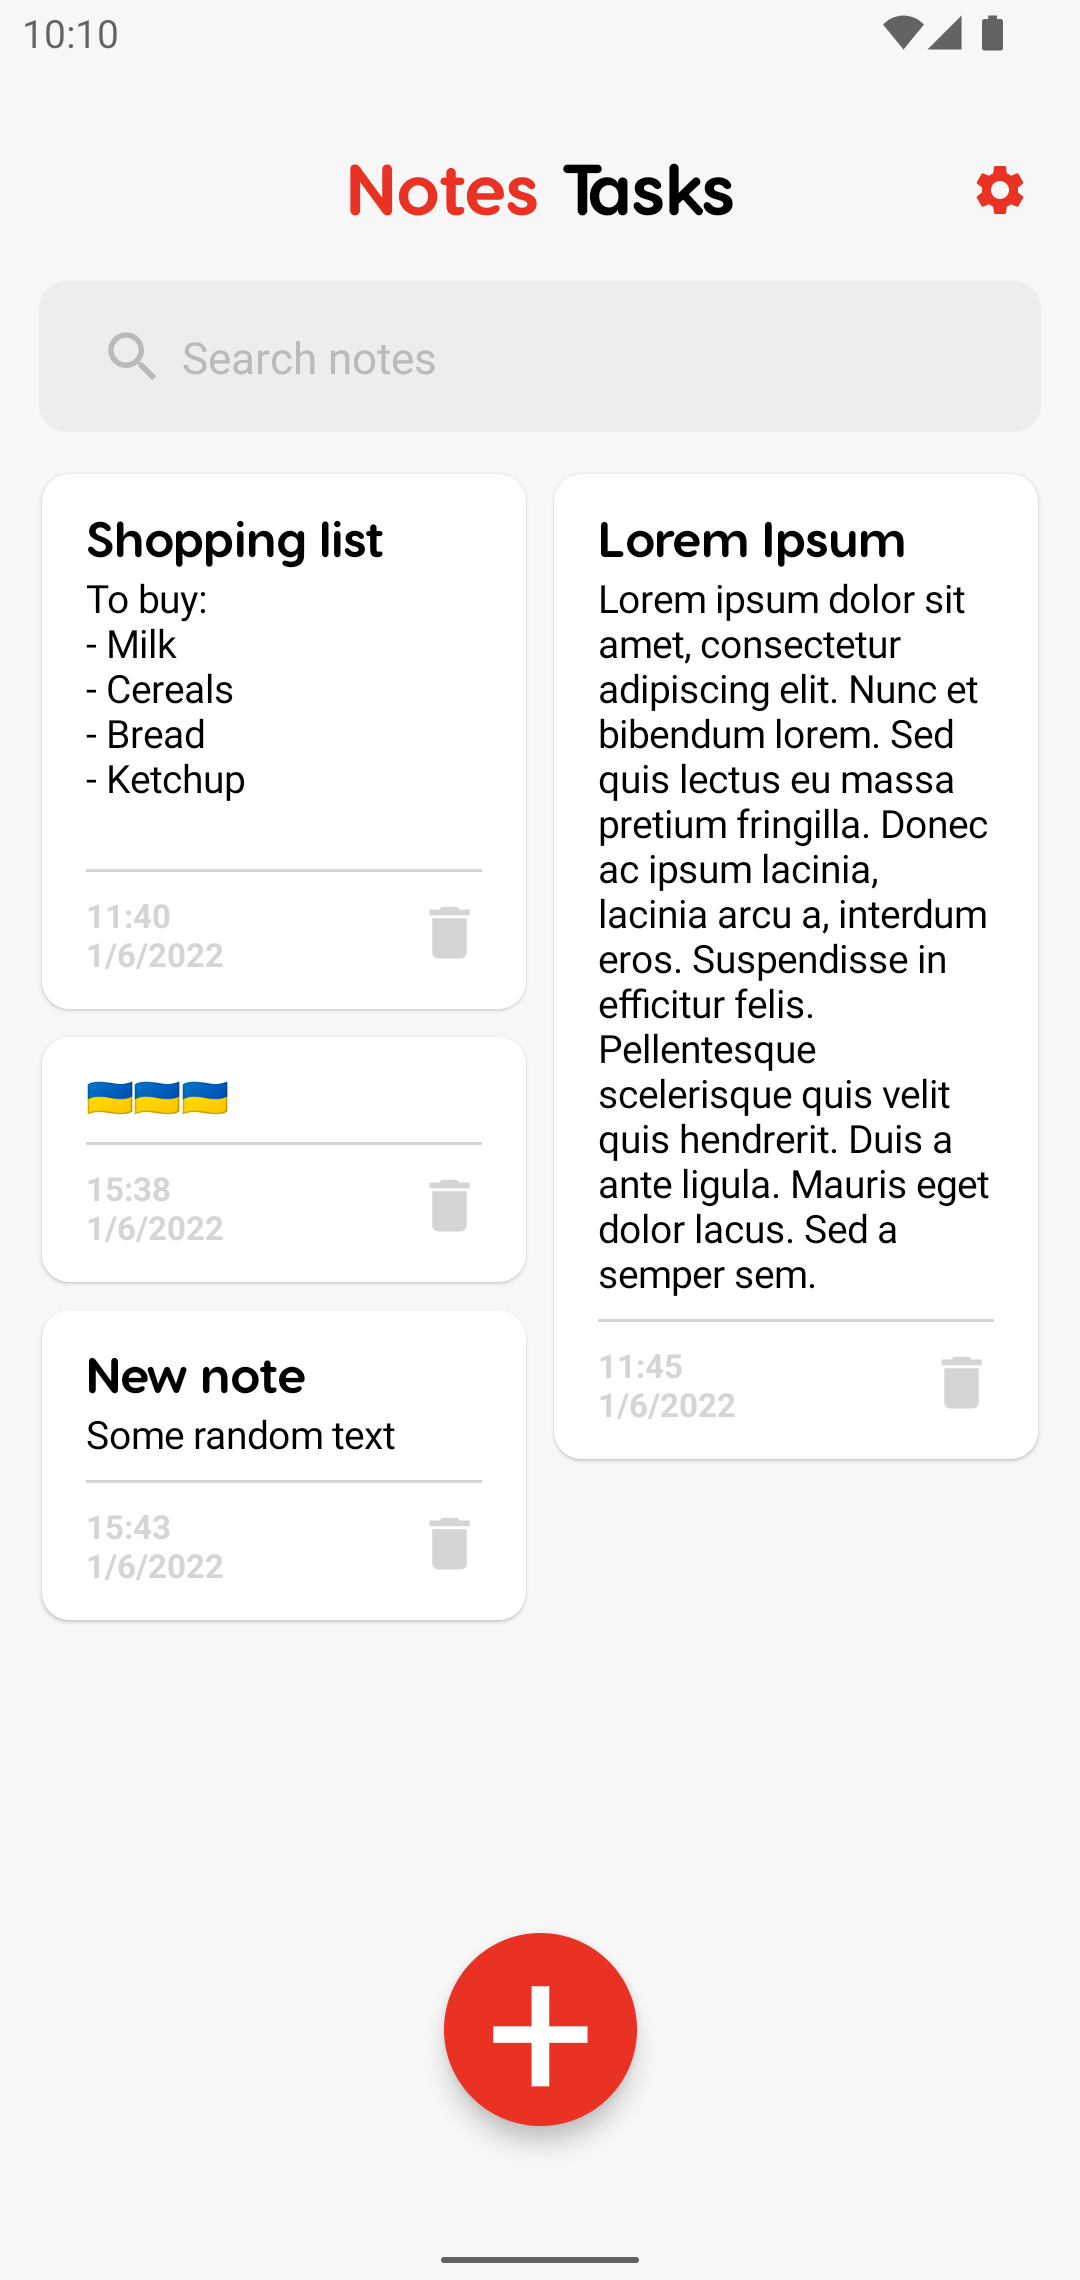 10:10
Notes Tasks
Search notes
Shopping list
To buy:
- Milk
- Cereals
- Bread
- Ketchup
11:40
1/6/2022
🇺🇦🇺🇦🇺🇦
15:38
1/6/2022
New note
Some random text
15:43
1/6/2022
Lorem Ipsum
Lorem ipsum dolor sit
amet, consectetur
adipiscing elit. Nunc et
bibendum lorem. Sed
quis lectus eu massa
pretium fringilla. Donec
ac ipsum lacinia,
lacinia arcu a, interdum
eros. Suspendisse in
efficitur felis.
Pellentesque
scelerisque quis velit
quis hendrerit. Duis a
ante ligula. Mauris eget
dolor lacus. Sed a
semper sem.
11:45
1/6/2022